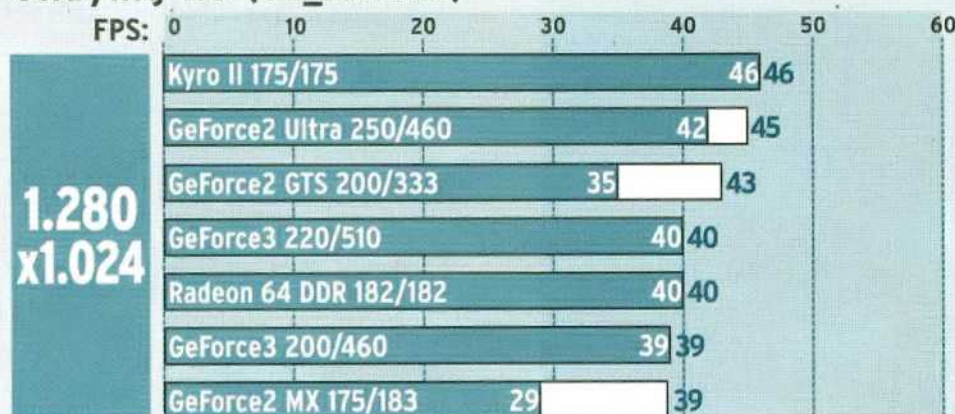 FPS: 0 10 20 30 40 50 60
1.280
x1.024
Kyro II 175/175 46 46
GeForce2 Ultra 250/460 42 45
GeForce2 GTS 200/333 35 43
GeForce3 220/510 40 40
Radeon 64 DDR 182/182 40 40
GeForce3 200/460 39 39
GeForce2 MX 175/183 29 39